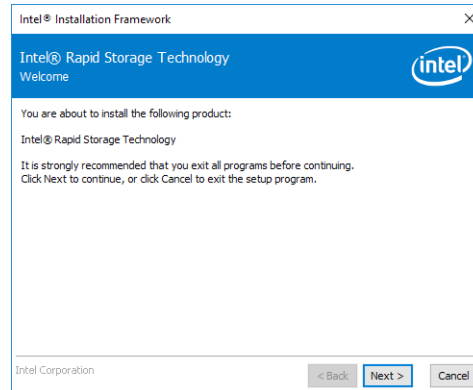 Intel® Installation Framework
Intel® Rapid Storage Technology
Welcome
intel
You are about to install the following product:
Intel® Rapid Storage Technology
It is strongly recommended that you exit all programs before continuing.
Click Next to continue, or click Cancel to exit the setup program.
Intel Corporation
< Back Next > Cancel